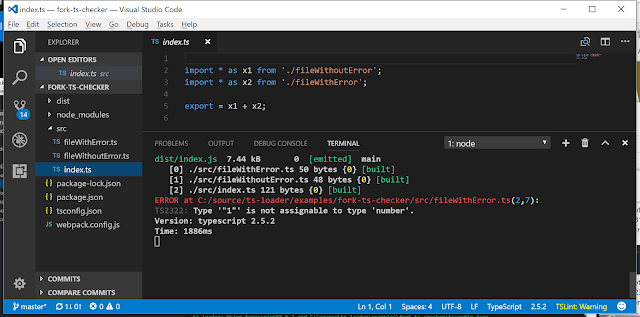 index.ts — fork-ts-checker — Visual Studio Code
File Edit Selection View Go Debug Tasks Help
EXPLORER
OPEN EDITORS
TS index.ts src
FORK-TS-CHECKER
dist
node_modules
src
TS fileWithError.ts
TS fileWithoutError.ts
TS index.ts
{} package-lock.json
{} package.json
{} tsconfig.json
webpack.config.js
COMMITS
COMPARE COMMITS
14
TS index.ts
1
2 import * as x1 from './fileWithoutError';
3 import * as x2 from './fileWithError';
4
5 export = x1 + x2;
PROBLEMS OUTPUT DEBUG CONSOLE TERMINAL 1: node
dist/index.js 7.44 kB 0 [emitted] main
[0] ./src/fileWithError.ts 50 bytes {0} [built]
[1] ./src/fileWithoutError.ts 48 bytes {0} [built]
[2] ./src/index.ts 121 bytes {0} [built]
ERROR at C:/source/ts-loader/examples/fork-ts-checker/src/fileWithError.ts(2,7):
TS2322: Type '"1"' is not assignable to type 'number'.
Version: typescript 2.5.2
Time: 1886ms
master* 1↓ 0↑ 0 0 Ln 1, Col 1 Spaces: 4 UTF-8 LF TypeScript 2.5.2 TSLint: Warning